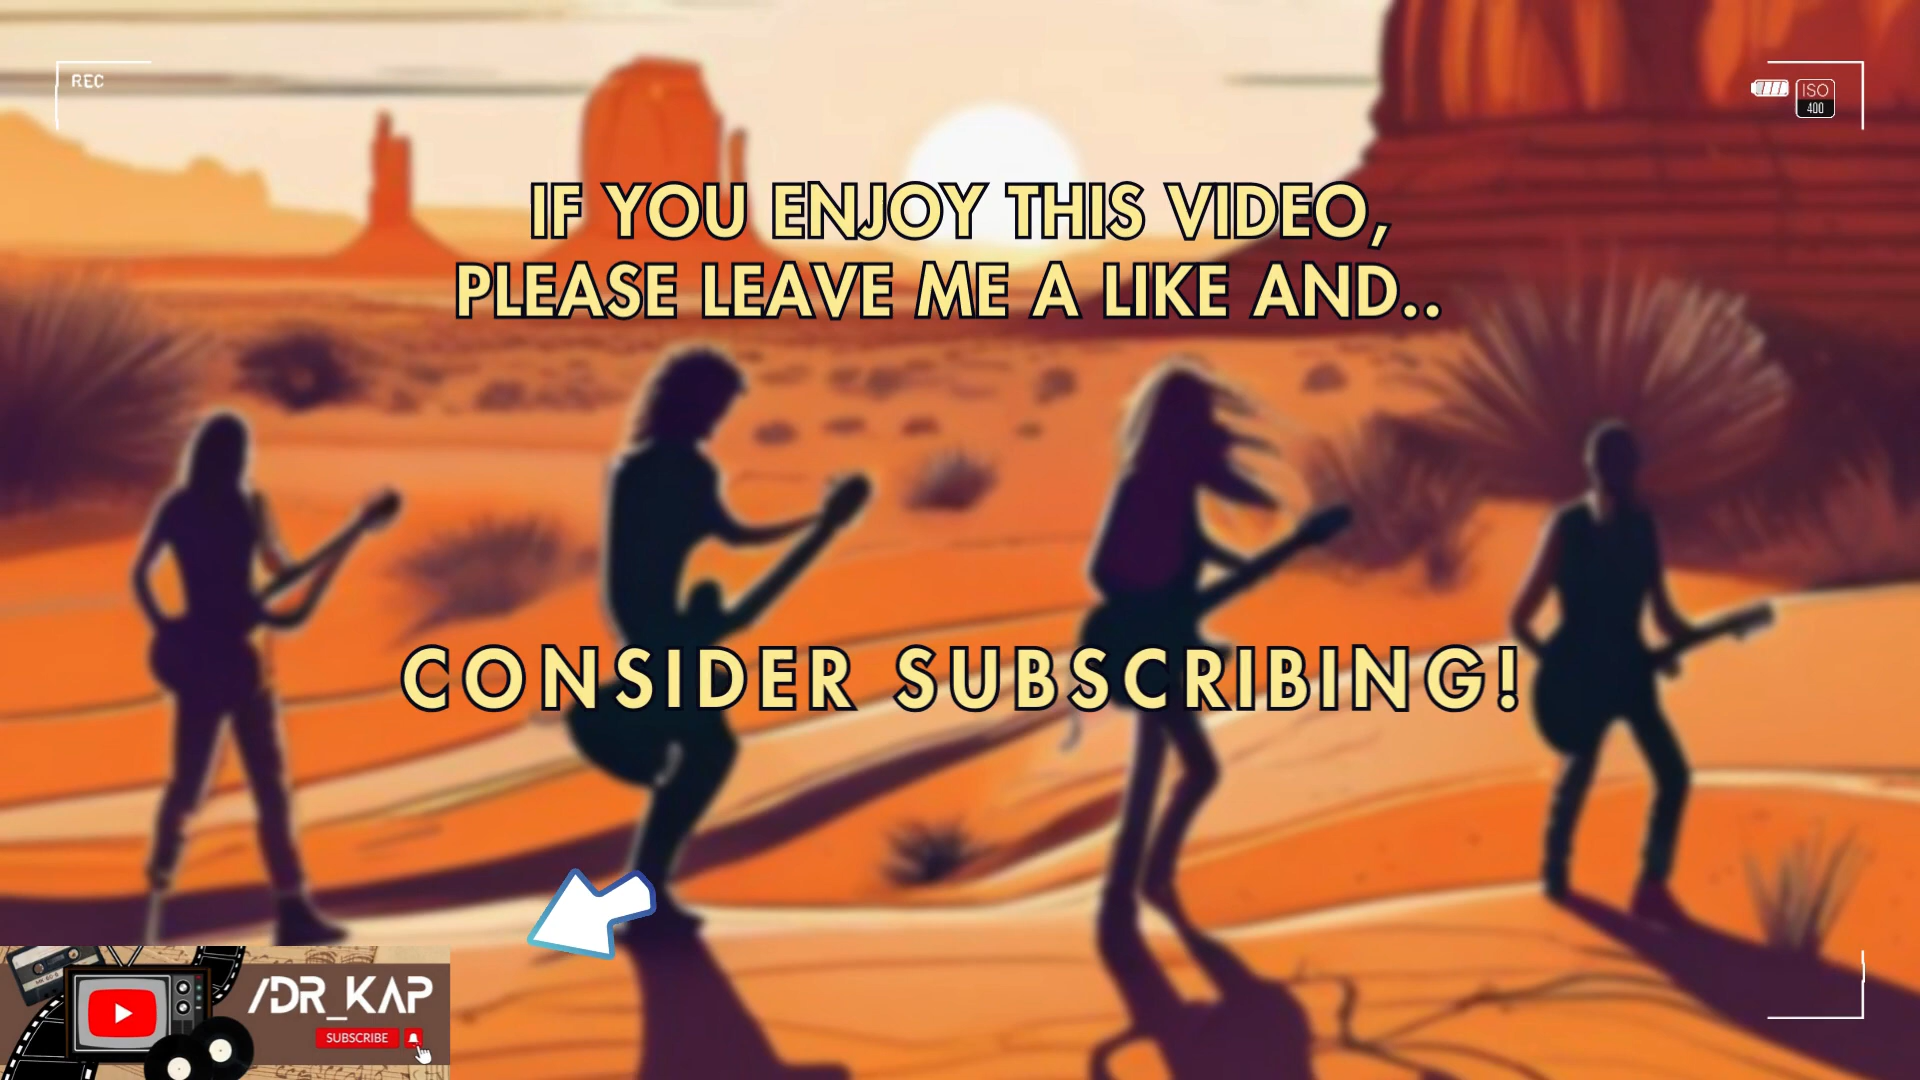 REC
ISO
400
IF YOU ENJOY THIS VIDEO,
PLEASE LEAVE ME A LIKE AND..
CONSIDER SUBSCRIBING!
/DR_KAP
SUBSCRIBE